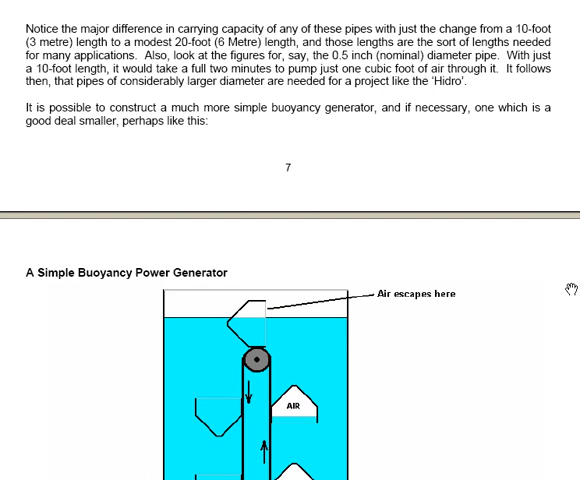 Notice the major difference in carrying capacity of any of these pipes with just the change from a 10-foot
(3 metre) length to a modest 20-foot (6 Metre) length, and those lengths are the sort of lengths needed
for many applications.  Also, look at the figures for, say, the 0.5 inch (nominal) diameter pipe.  With just
a 10-foot length, it would take a full two minutes to pump just one cubic foot of air through it.  It follows
then, that pipes of considerably larger diameter are needed for a project like the 'Hidro'.
It is possible to construct a much more simple buoyancy generator, and if necessary, one which is a
good deal smaller, perhaps like this:
7
A Simple Buoyancy Power Generator
Air escapes here
AIR